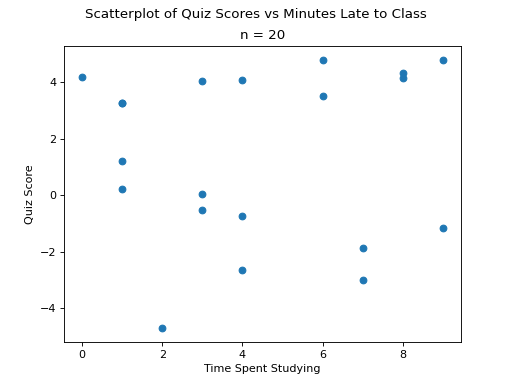 Scatterplot of Quiz Scores vs Minutes Late to Class
n = 20
4
2
0
−2
−4
Quiz Score
0 2 4 6 8
Time Spent Studying